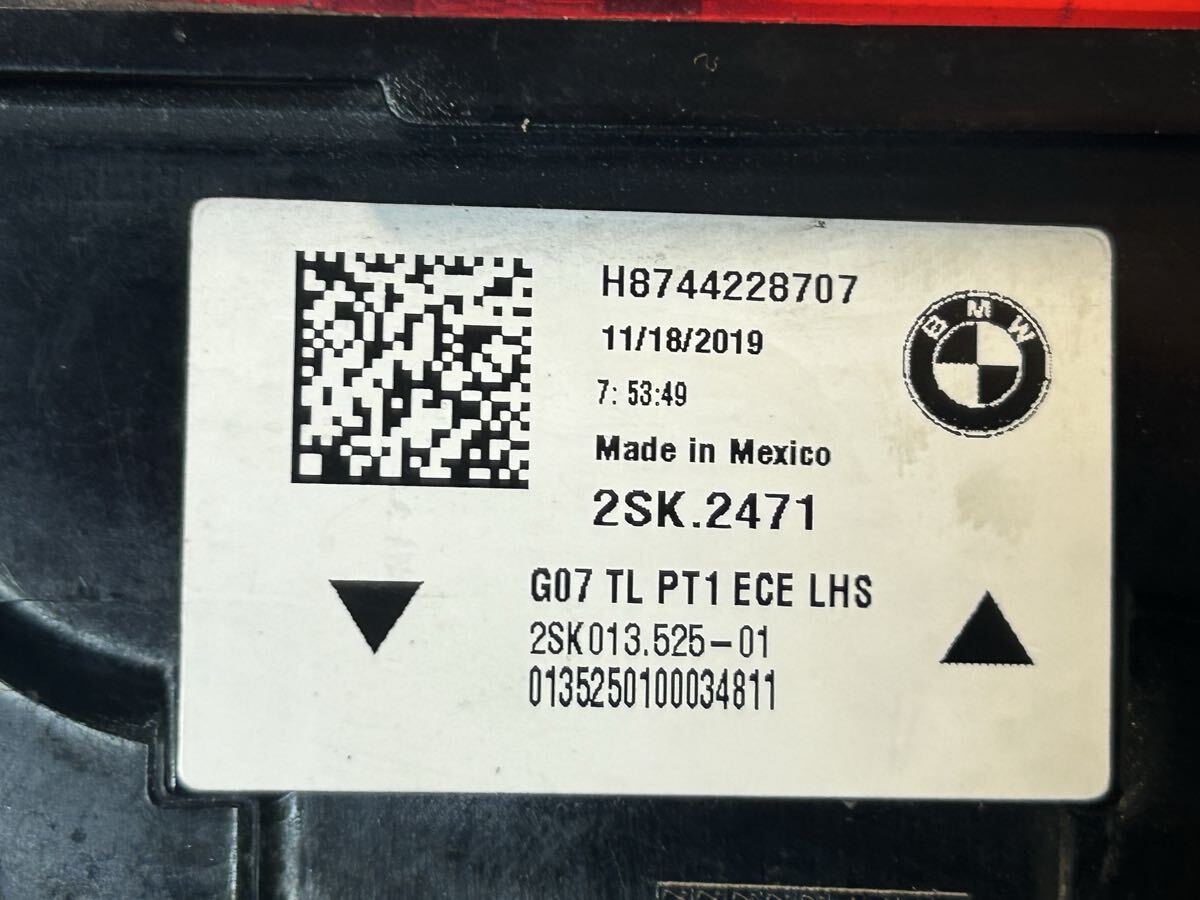 H8744228707
11/18/2019
7: 53:49
Made in Mexico
2SK.2471
BMW
G07 TL PT1 ECE LHS
2SK013.525-01
0135250100034811